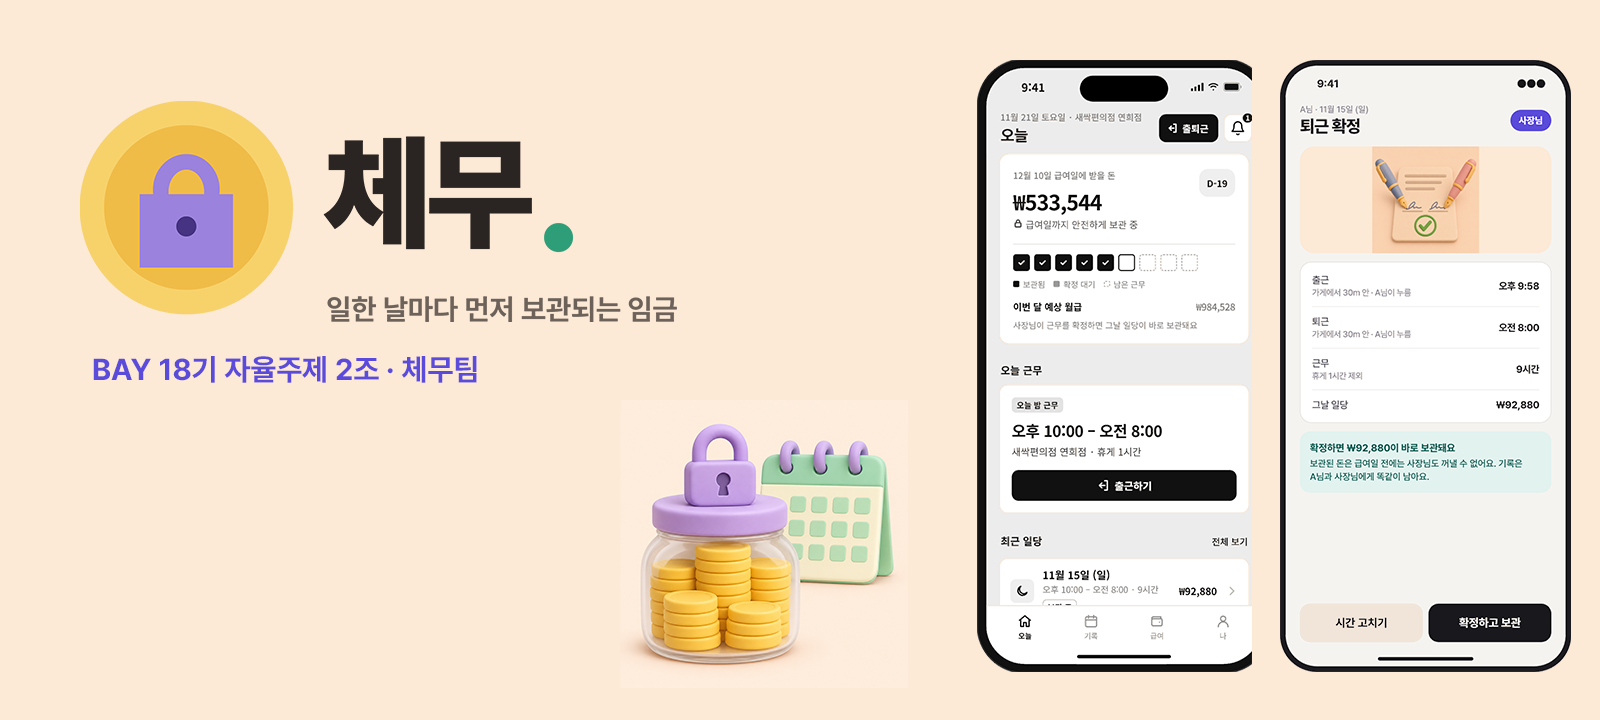 체무.
일한 날마다 먼저 보관되는 임금
BAY 18기 자율주제 2조 · 체무팀
9:41
11월 21일 토요일 · 새싹편의점 연희점
오늘
출퇴근
1
12월 10일 급여일에 받을 돈
D-19
₩533,544
급여일까지 안전하게 보관 중
보관됨
확정 대기
남은 근무
이번 달 예상 월급
₩984,528
사장님이 근무를 확정하면 그날 일당이 바로 보관돼요
오늘 근무
오늘 밤 근무
오후 10:00 – 오전 8:00
새싹편의점 연희점 · 휴게 1시간
출근하기
최근 일당
전체 보기
11월 15일 (일)
오후 10:00 – 오전 8:00 · 9시간
₩92,880
오늘
기록
급여
나
9:41
A님 · 11월 15일 (일)
퇴근 확정
사장님
출근
가게에서 30m 안 · A님이 누름
오후 9:58
퇴근
가게에서 30m 안 · A님이 누름
오전 8:00
근무
휴게 1시간 제외
9시간
그날 일당
₩92,880
확정하면 ₩92,880이 바로 보관돼요
보관된 돈은 급여일 전에는 사장님도 꺼낼 수 없어요. 기록은
A님과 사장님에게 똑같이 남아요.
시간 고치기
확정하고 보관